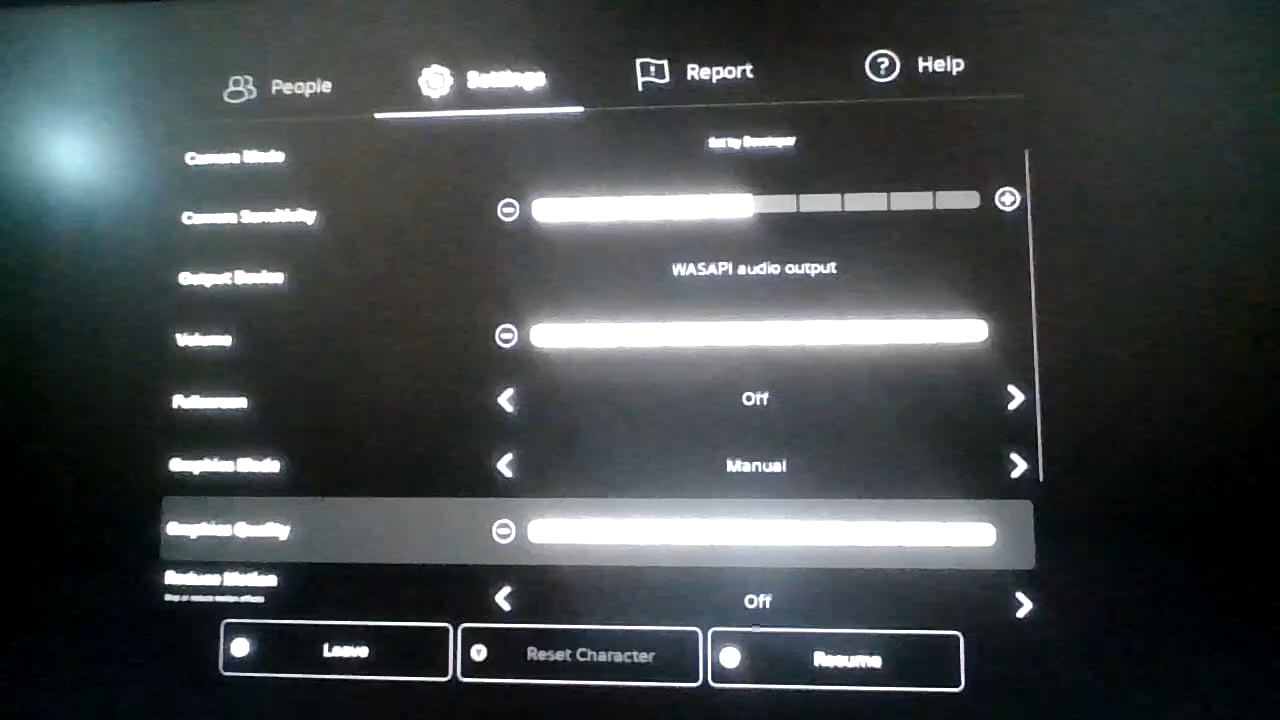 People
Settings
Report
Help
Camera Mode
Set by Developer
Camera Sensitivity
Output Device
WASAPI audio output
Volume
Fullscreen
Off
Graphics Mode
Manual
Graphics Quality
Reduce Motion
Off
Leave
Y
Reset Character
Resume